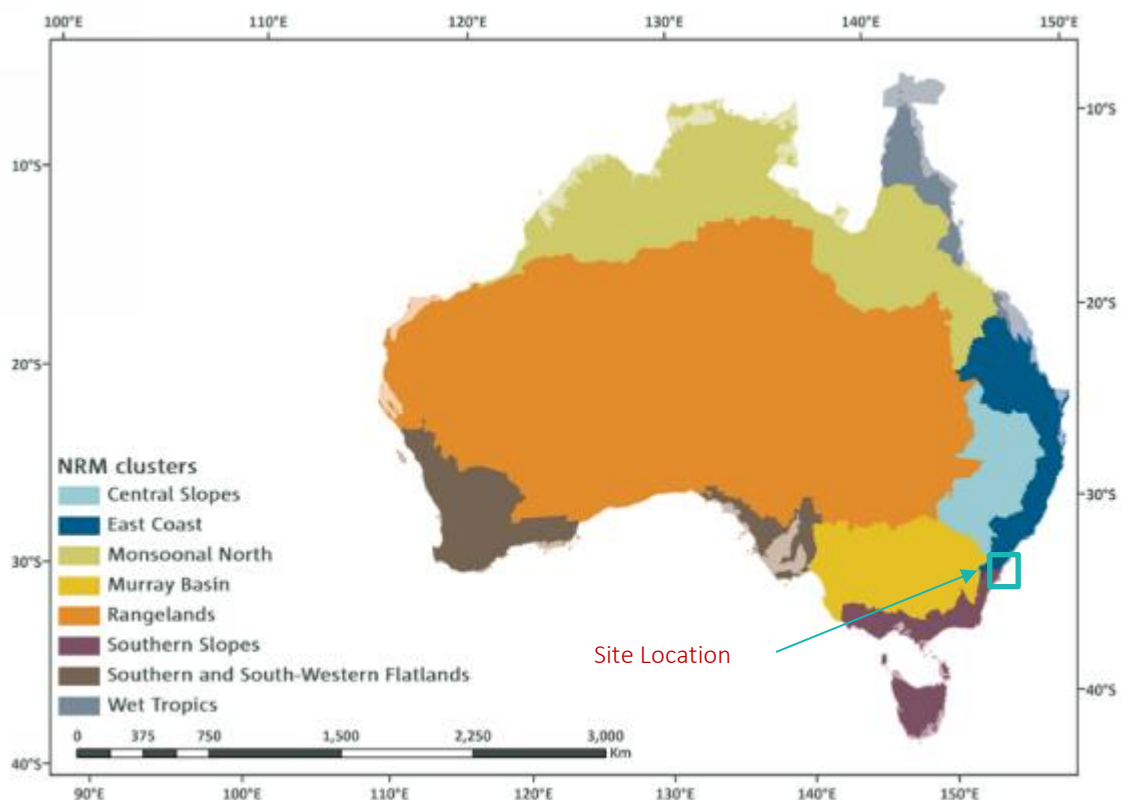 100°E 110°E 120°E 130°E 140°E 150°E
10°S
10°S
20°S
20°S
NRM clusters
Central Slopes
East Coast
30°S
Monsoonal North
30°S
Murray Basin
Rangelands
Southern Slopes
Site Location
Southern and South-Western Flatlands
40°S
Wet Tropics
0 375 750 1,500 2,250 3,000
Km
40°S
90°E 100°E 110°E 120°E 130°E 140°E 150°E